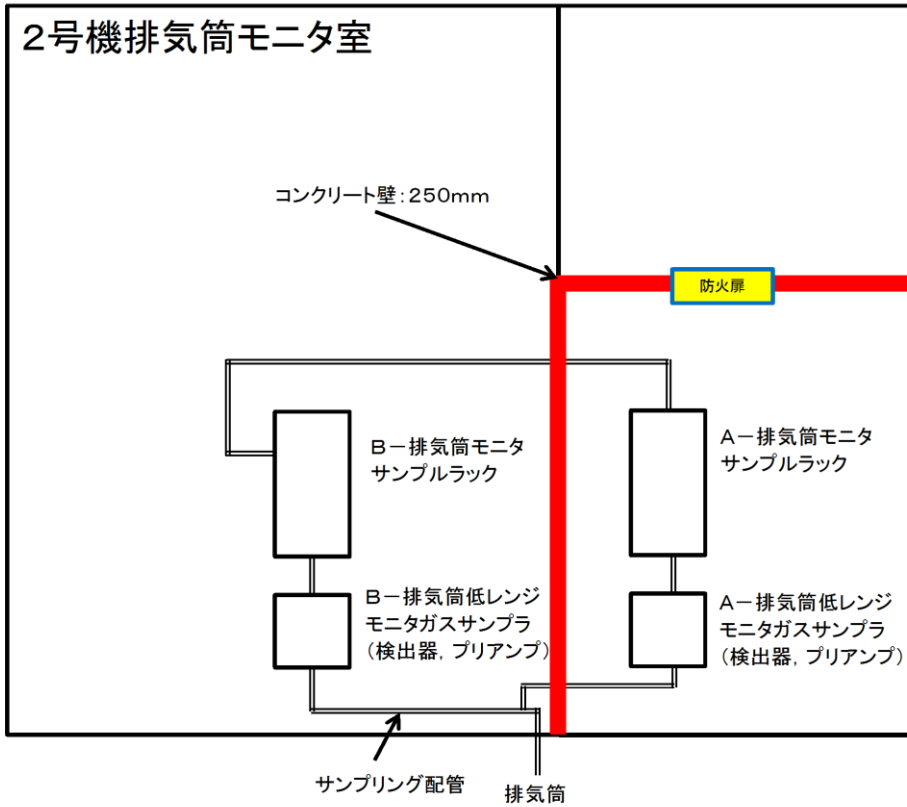 ２号機排気筒モニタ室
コンクリート壁：２５０ｍｍ
防火扉
Ｂ－排気筒モニタ
サンプルラック
Ａ－排気筒モニタ
サンプルラック
Ｂ－排気筒低レンジ
モニタガスサンプラ
（検出器，プリアンプ）
Ａ－排気筒低レンジ
モニタガスサンプラ
（検出器，プリアンプ）
サンプリング配管
排気筒